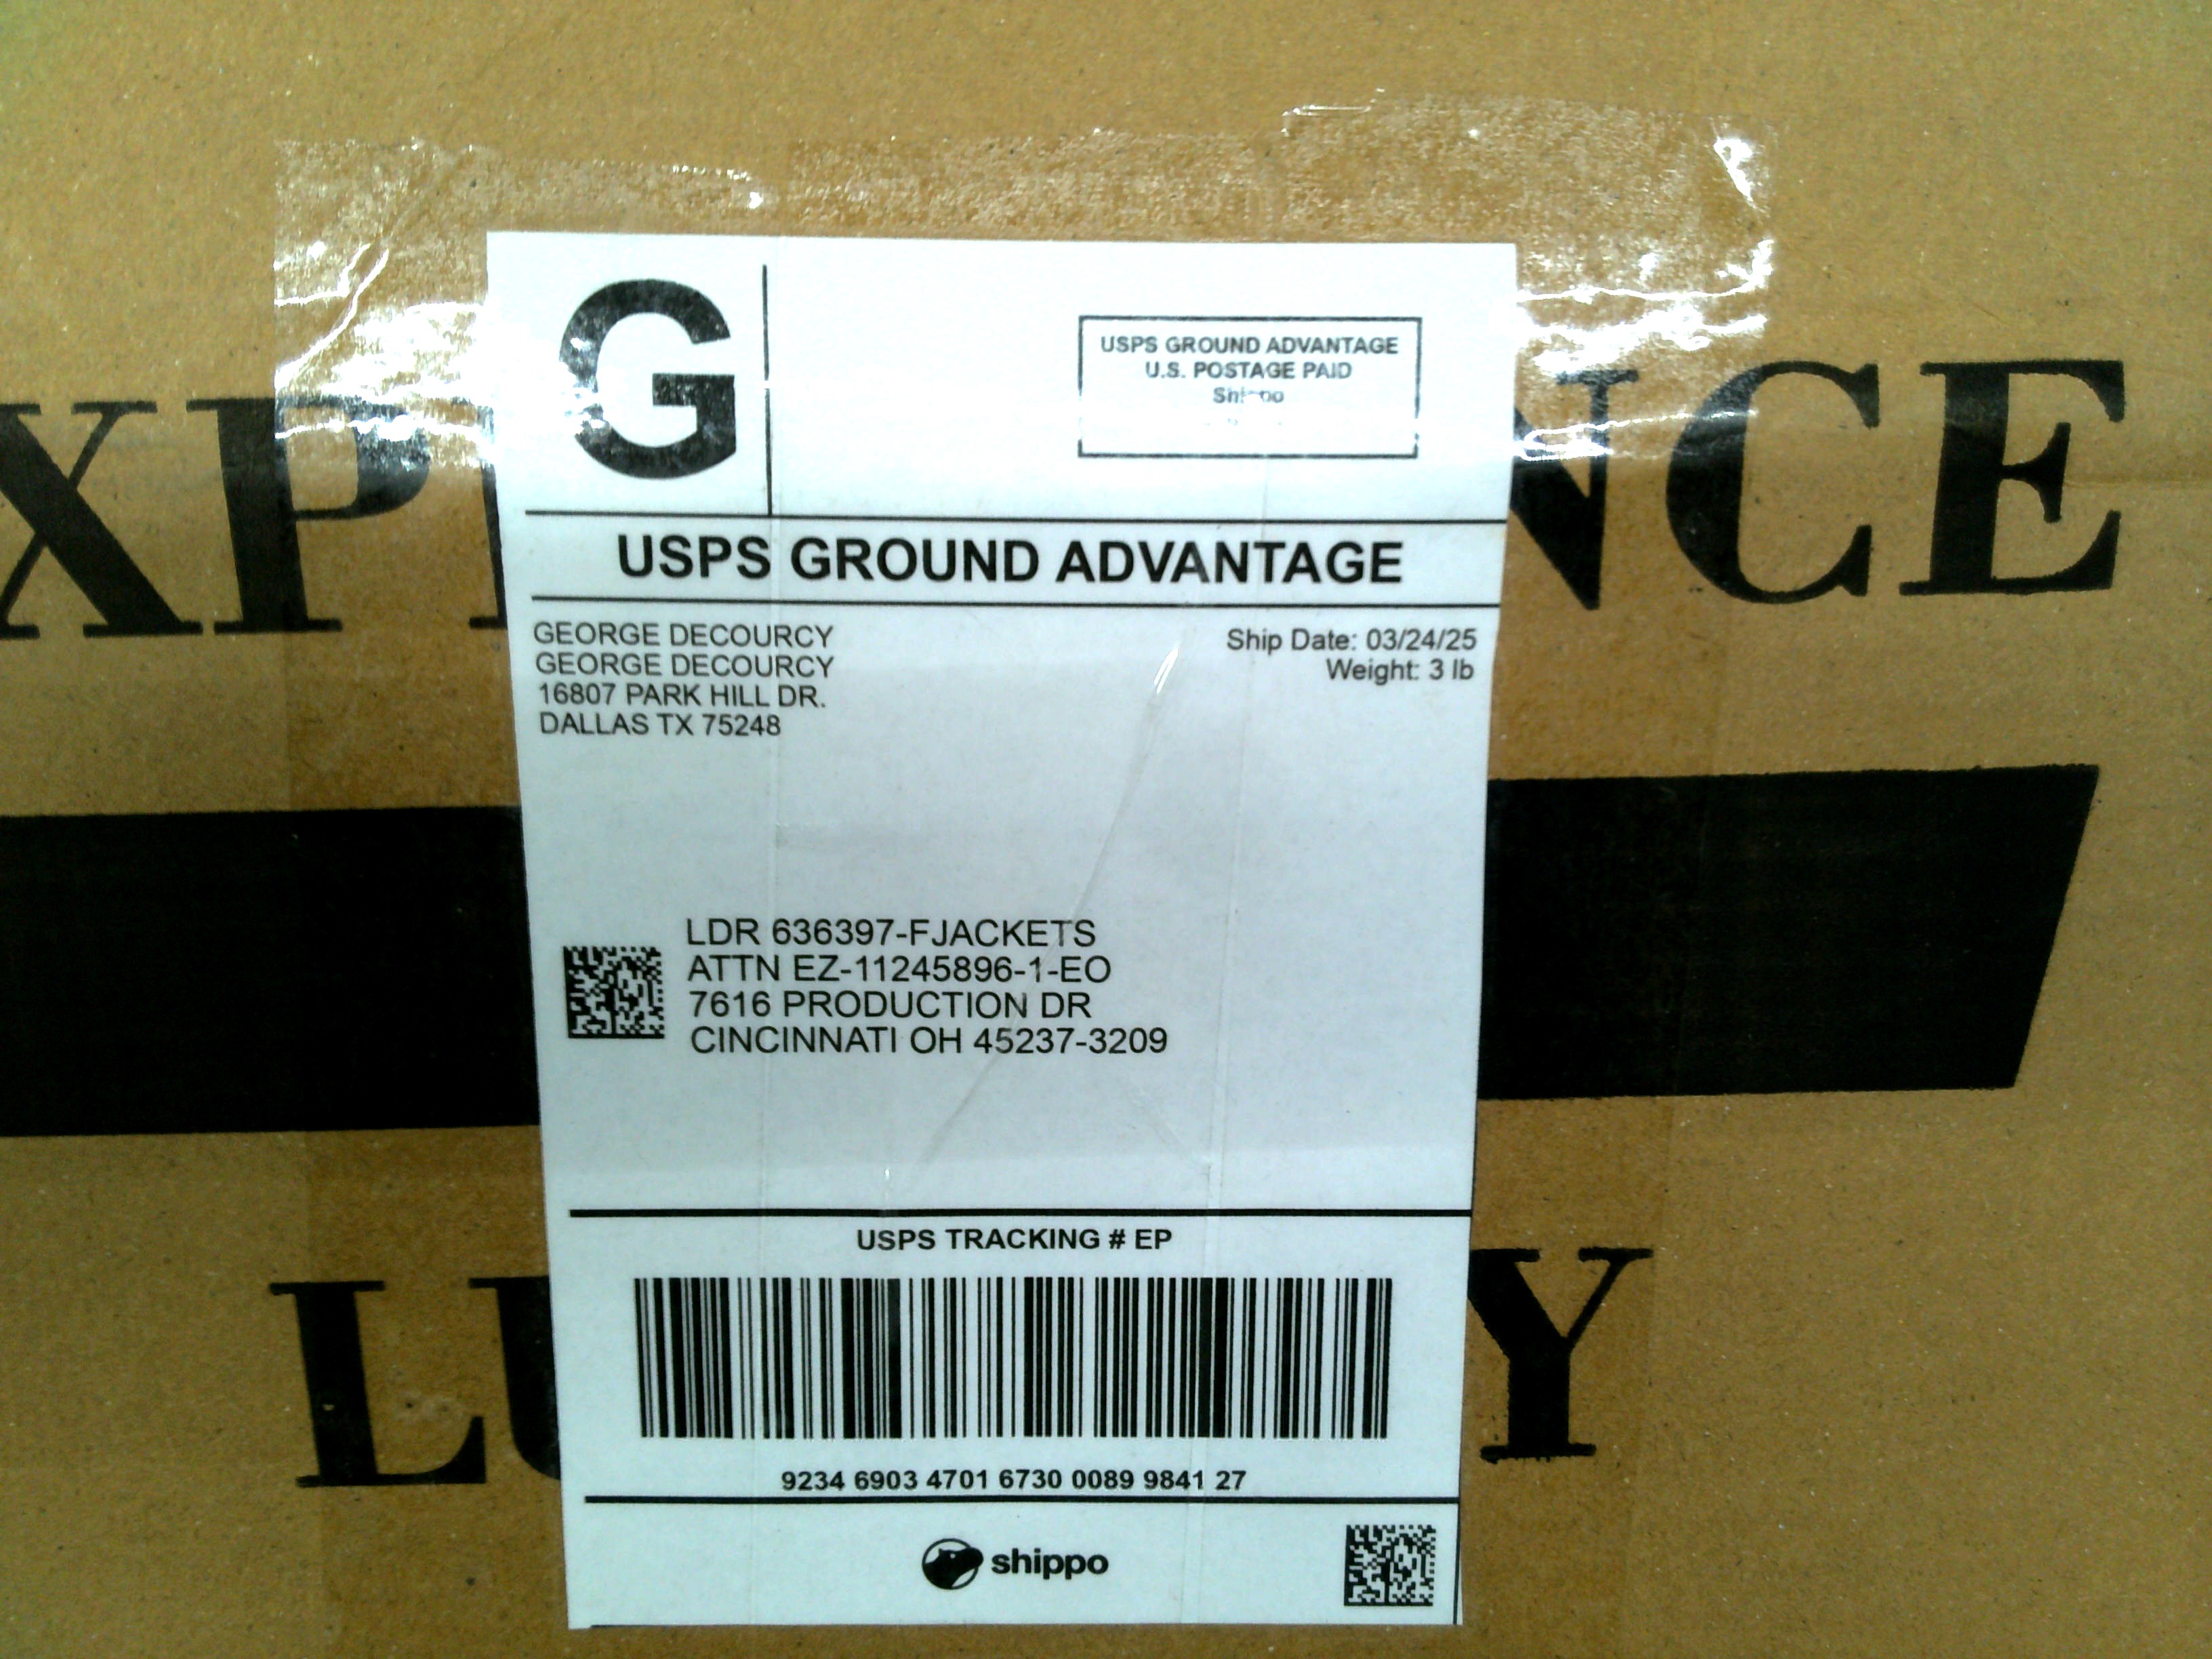 G
USPS GROUND ADVANTAGE
U.S. POSTAGE PAID
Shippo
USPS GROUND ADVANTAGE
GEORGE DECOURCY
GEORGE DECOURCY
16807 PARK HILL DR.
DALLAS TX 75248
Ship Date: 03/24/25
Weight: 3 lb
LDR 636397-FJACKETS
ATTN EZ-11245896-1-EO
7616 PRODUCTION DR
CINCINNATI OH 45237-3209
USPS TRACKING # EP
9234 6903 4701 6730 0089 9841 27
shippo